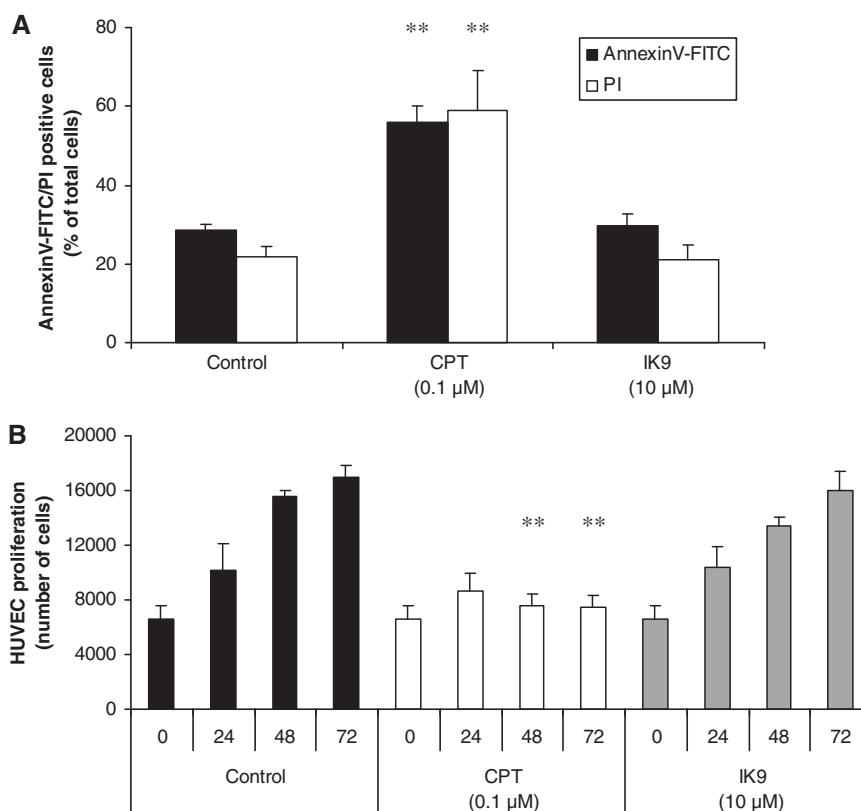 A
AnnexinV-FITC/PI positive cells
(% of total cells)
80
60
40
20
0
** **
AnnexinV-FITC
PI
Control CPT IK9
(0.1 µM) (10 µM)
B
HUVEC proliferation
(number of cells)
20000
16000
12000
8000
4000
0
** **
0 24 48 72 0 24 48 72 0 24 48 72
Control CPT IK9
(0.1 µM) (10 µM)